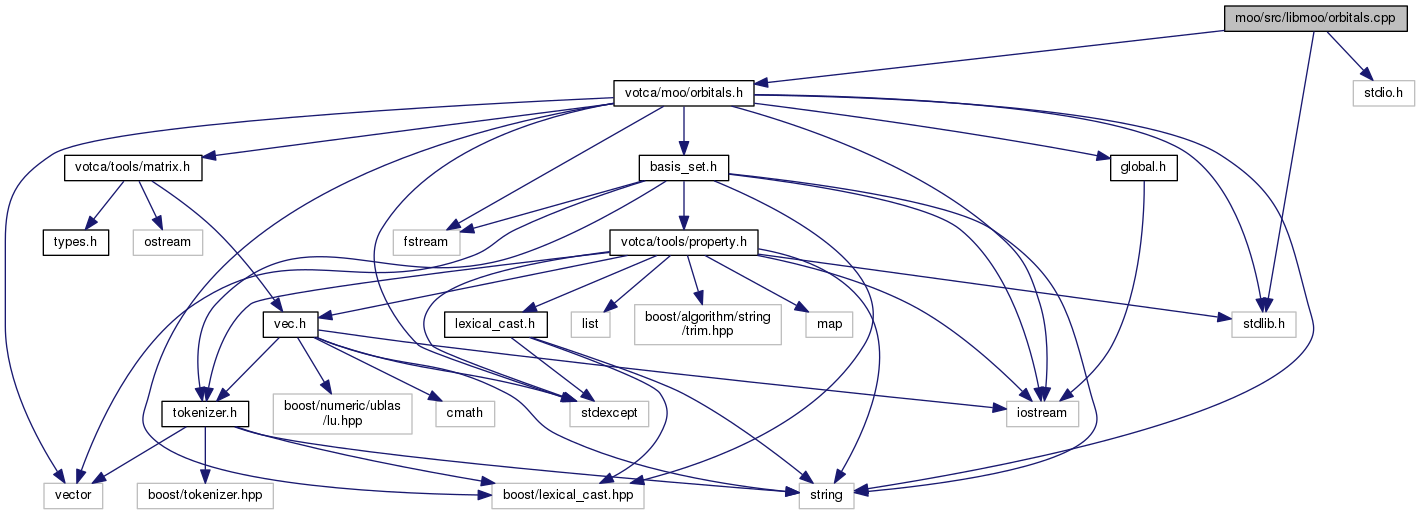 moo/src/libmoo/orbitals.cpp
votca/moo/orbitals.h
stdio.h
votca/tools/matrix.h
basis_set.h
global.h
types.h
ostream
fstream
votca/tools/property.h
vec.h
lexical_cast.h
list
boost/algorithm/string
/trim.hpp
map
stdlib.h
tokenizer.h
boost/numeric/ublas
/lu.hpp
cmath
stdexcept
iostream
vector
boost/tokenizer.hpp
boost/lexical_cast.hpp
string